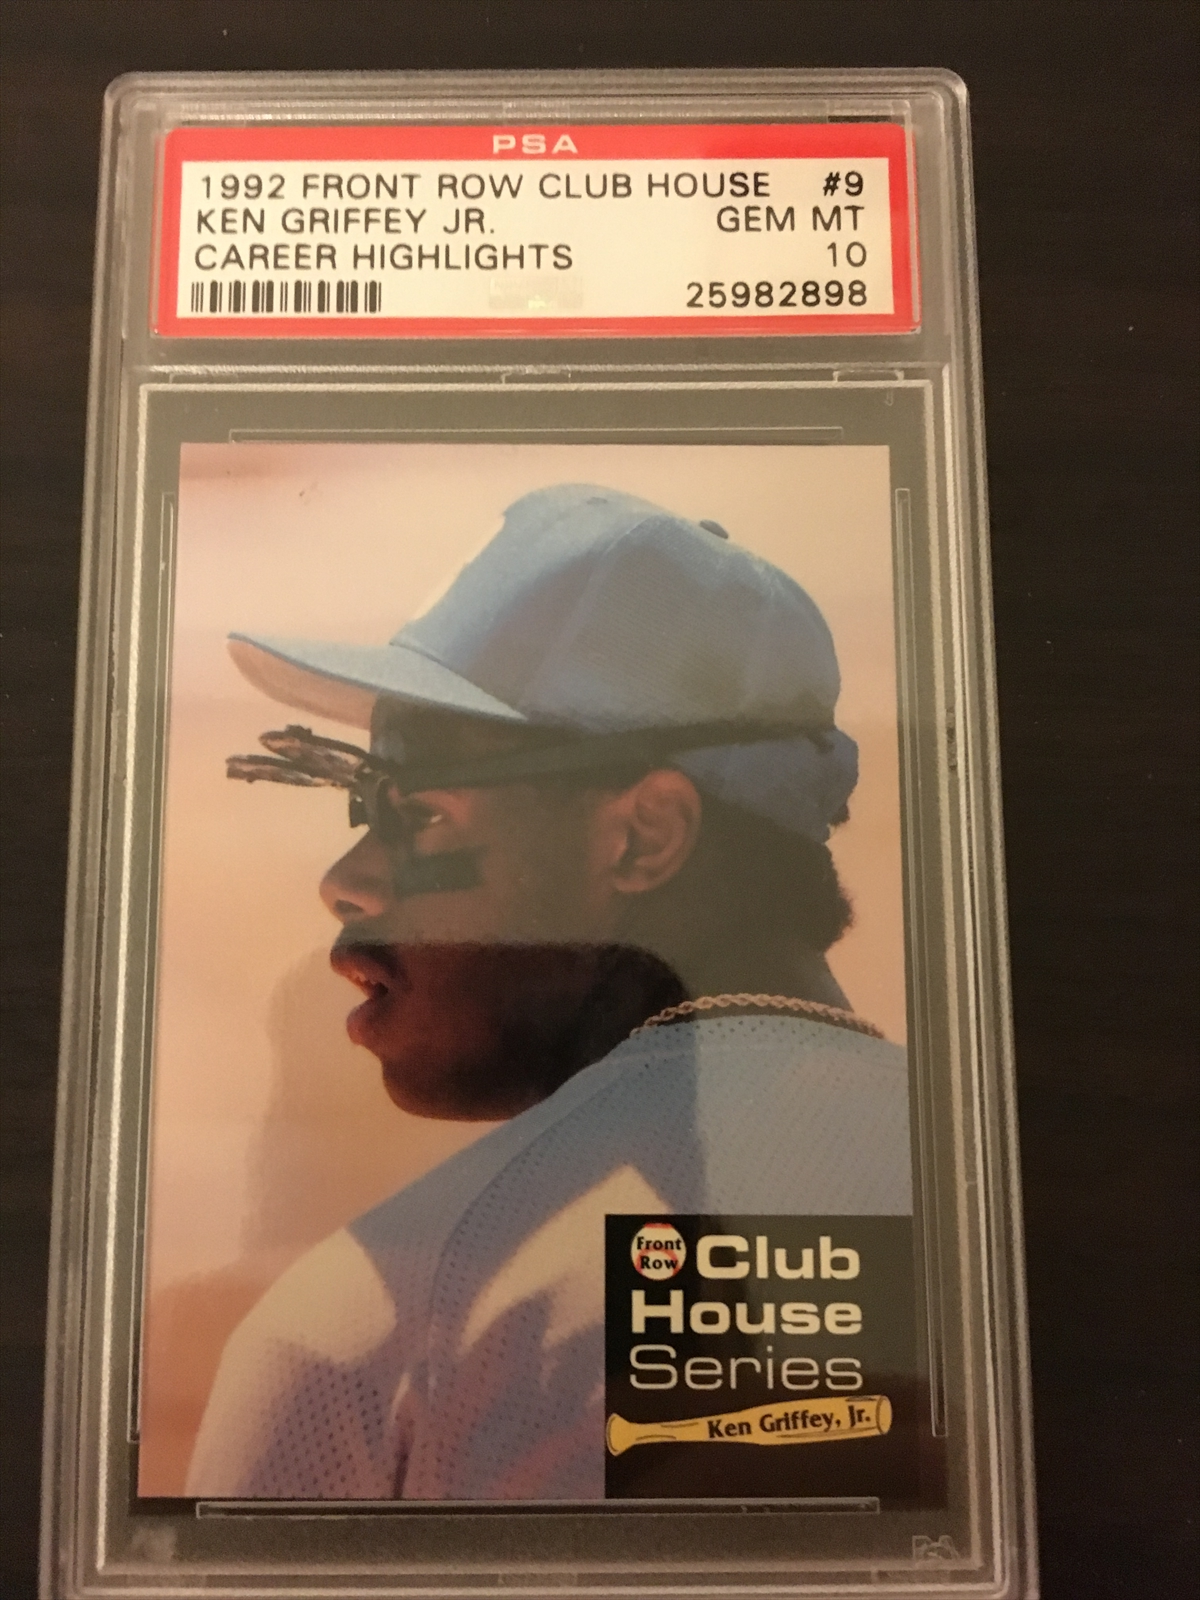 PSA
1992 FRONT ROW CLUB HOUSE #9
KEN GRIFFEY JR. GEM MT
CAREER HIGHLIGHTS 10
25982898
Front Row
Club
House
Series
Ken Griffey, Jr.